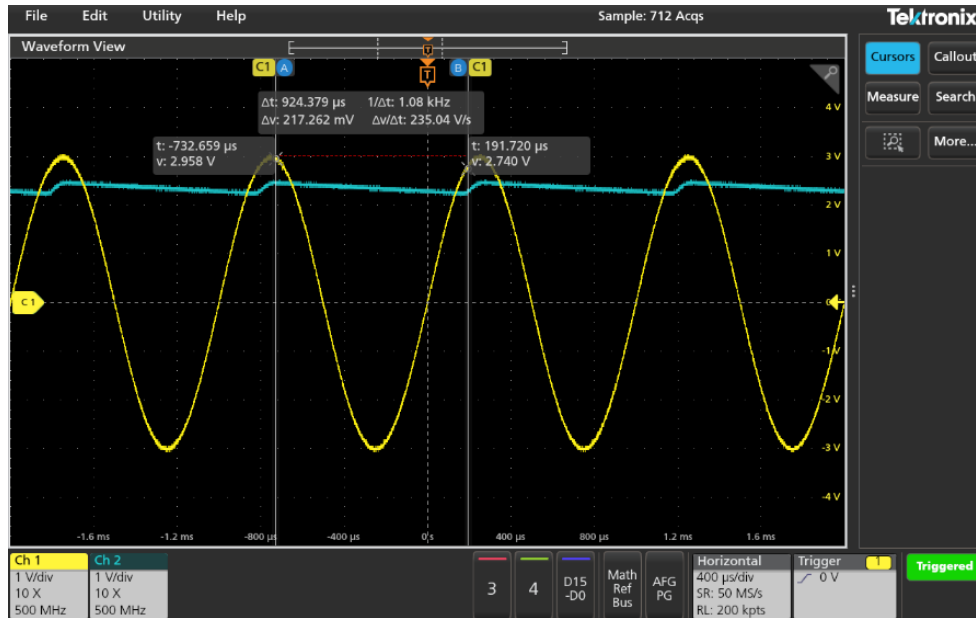 File Edit Utility Help Sample: 712 Acqs Tektronix
Waveform View
T
C1 A B C1
T
Cursors Callout
Δt: 924.379 µs 1/Δt: 1.08 kHz
Δv: 217.262 mV Δv/Δt: 235.04 V/s
Measure Search
4 V
t: -732.659 µs
v: 2.958 V
t: 191.720 µs
v: 2.740 V
More...
3 V
2 V
1 V
C1
-1 V
-2 V
-3 V
-4 V
-1.6 ms -1.2 ms -800 µs -400 µs 0 s 400 µs 800 µs 1.2 ms 1.6 ms
Ch 1
1 V/div
10 X
500 MHz
Ch 2
1 V/div
10 X
500 MHz
3
4
D15
-D0
Math
Ref
Bus
AFG
PG
Horizontal
400 µs/div
SR: 50 MS/s
RL: 200 kpts
Trigger 1
0 V
Triggered